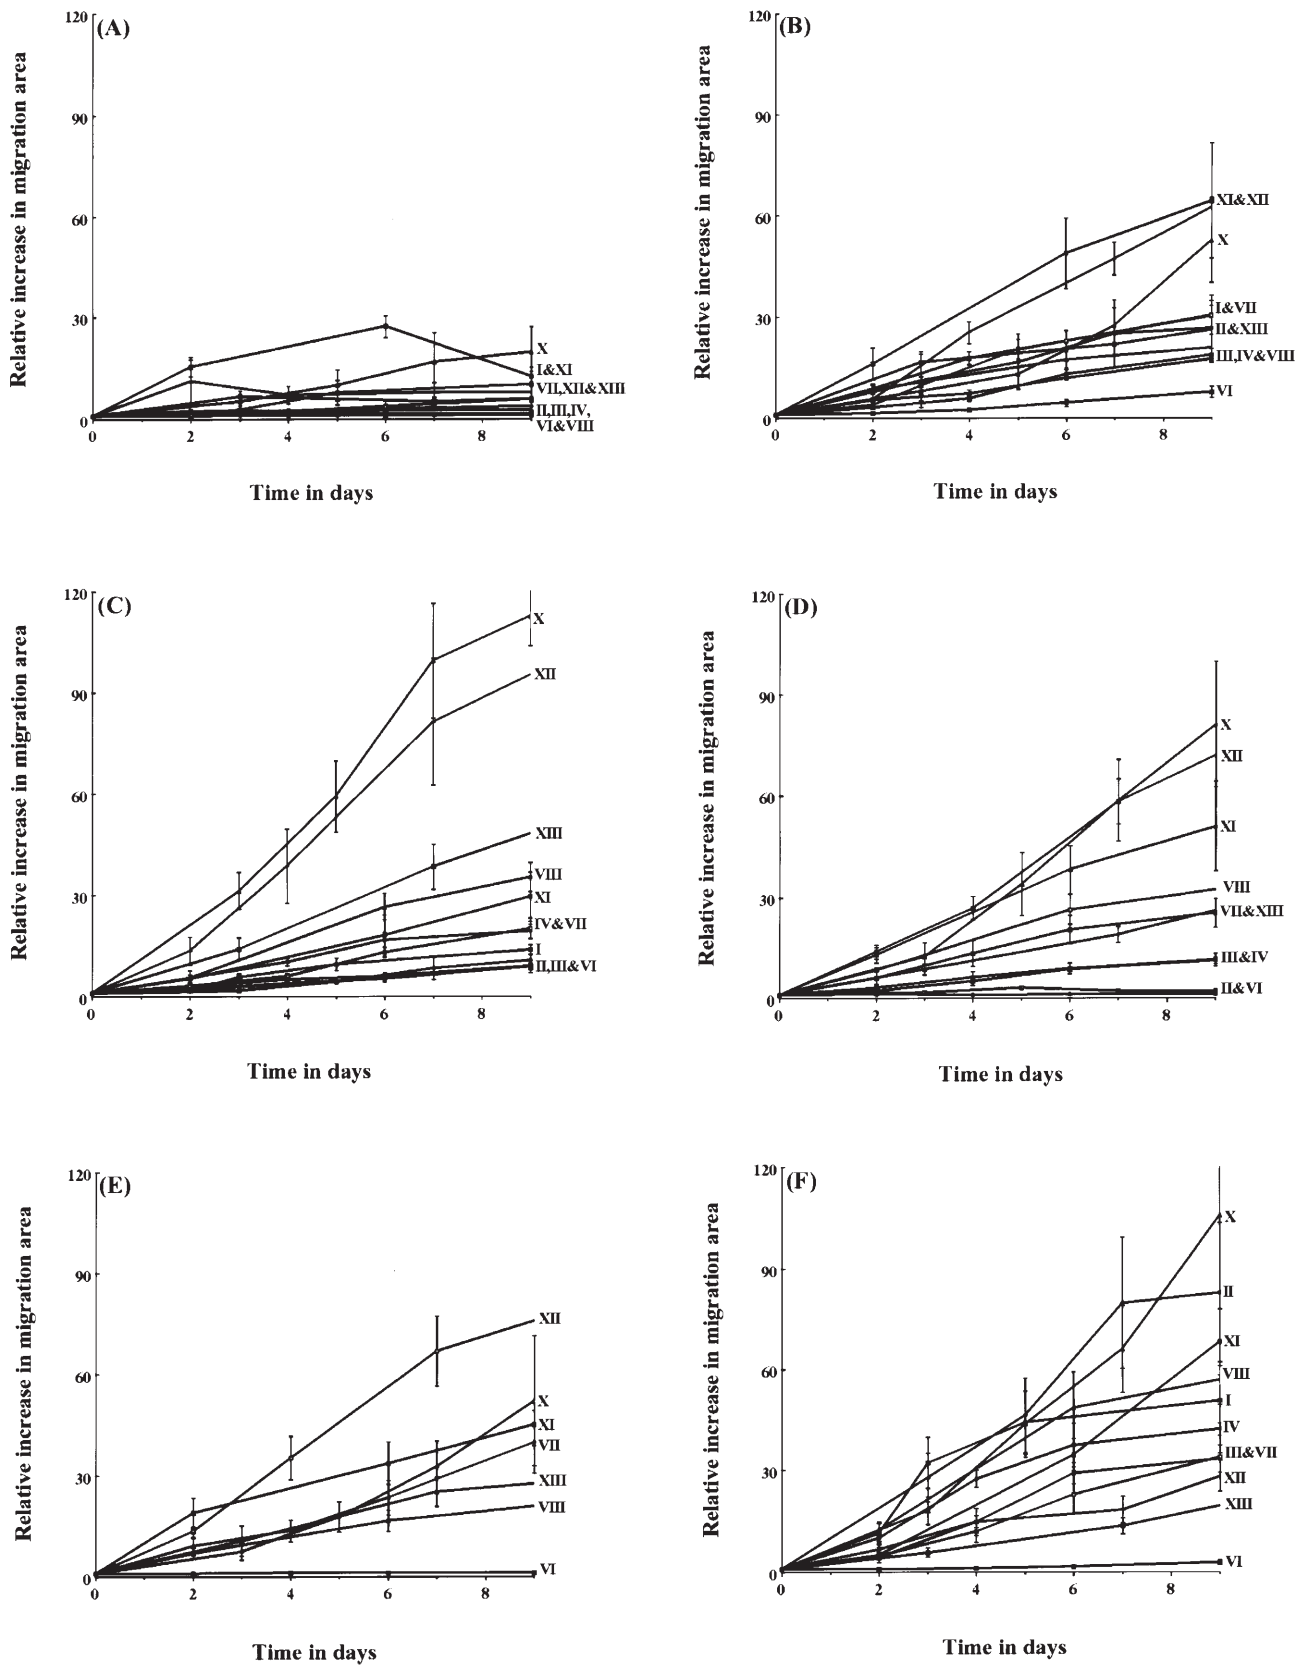 (A)
Relative increase in migration area
120
90
60
30
0
X
I&XI
VII,XII&XIII
II,III,IV,
VI&VIII
0 2 4 6 8
Time in days
(B)
Relative increase in migration area
120
90
60
30
0
XI&XII
X
I&VII
II&XIII
III,IV&VIII
VI
0 2 4 6 8
Time in days
(C)
Relative increase in migration area
120
90
60
30
0
X
XII
XIII
VIII
XI
IV&VII
I
II,III&VI
0 2 4 6 8
Time in days
(D)
Relative increase in migration area
120
90
60
30
0
X
XII
XI
VIII
VII&XIII
III&IV
II&VI
0 2 4 6 8
Time in days
(E)
Relative increase in migration area
120
90
60
30
0
XII
X
XI
VII
XIII
VIII
VI
0 2 4 6 8
Time in days
(F)
Relative increase in migration area
120
90
60
30
0
X
II
XI
VIII
I
IV
III&VII
XII
XIII
VI
0 2 4 6 8
Time in days